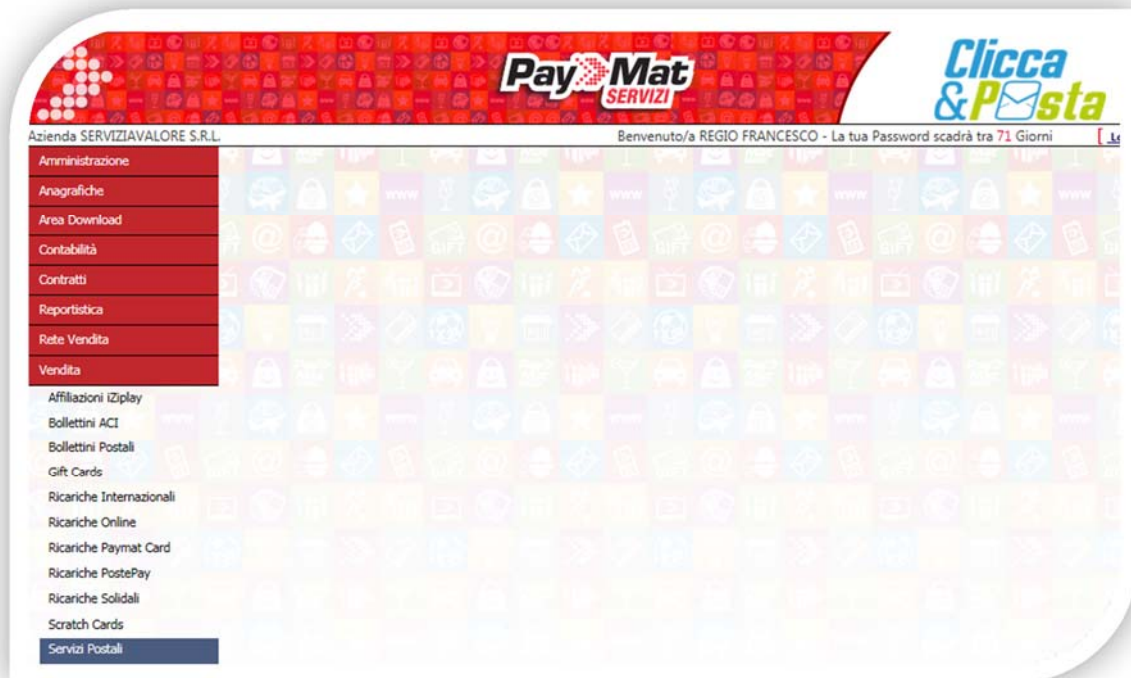 Pay Mat
SERVIZI
Clicca
&Posta
Azienda SERVIZIAVALORE S.R.L.
Benvenuto/a REGIO FRANCESCO - La tua Password scadrà tra 71 Giorni [
Amministrazione
Anagrafiche
Area Download
Contabilità
Contratti
Reportistica
Rete Vendita
Vendita
Affiliazioni iZiplay
Bollettini ACI
Bollettini Postali
Gift Cards
Ricariche Internazionali
Ricariche Online
Ricariche Paymat Card
Ricariche PostePay
Ricariche Solidali
Scratch Cards
Servizi Postali